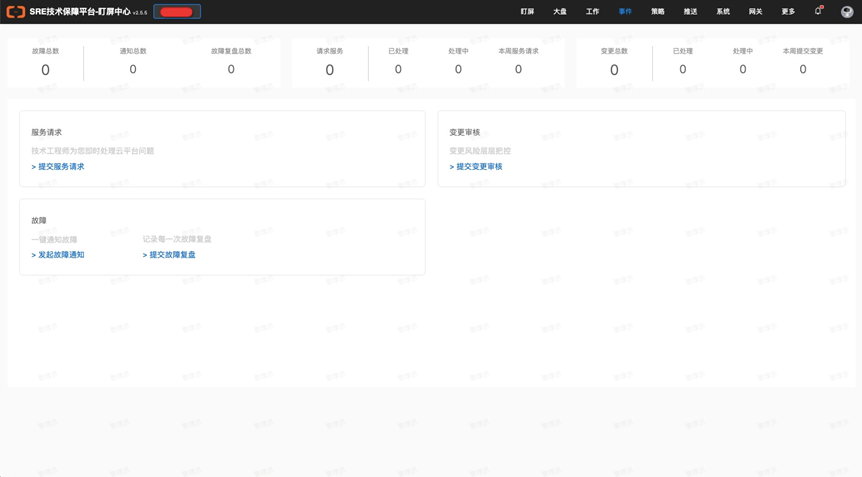 SRE技术保障平台-盯屏中心 v2.5.5
盯屏 大盘 工作 事件 策略 推送 系统 网关 更多
故障总数 通知总数 故障复盘总数 请求服务 已处理 处理中 本周服务请求 变更总数 已处理 处理中 本周提交变更
0 0 0 0 0 0 0 0 0 0 0
服务请求
技术工程师为您即时处理云平台问题
> 提交服务请求
变更审核
变更风险层层把控
> 提交变更审核
故障
一键通知故障 记录每一次故障复盘
> 发起故障通知 > 提交故障复盘